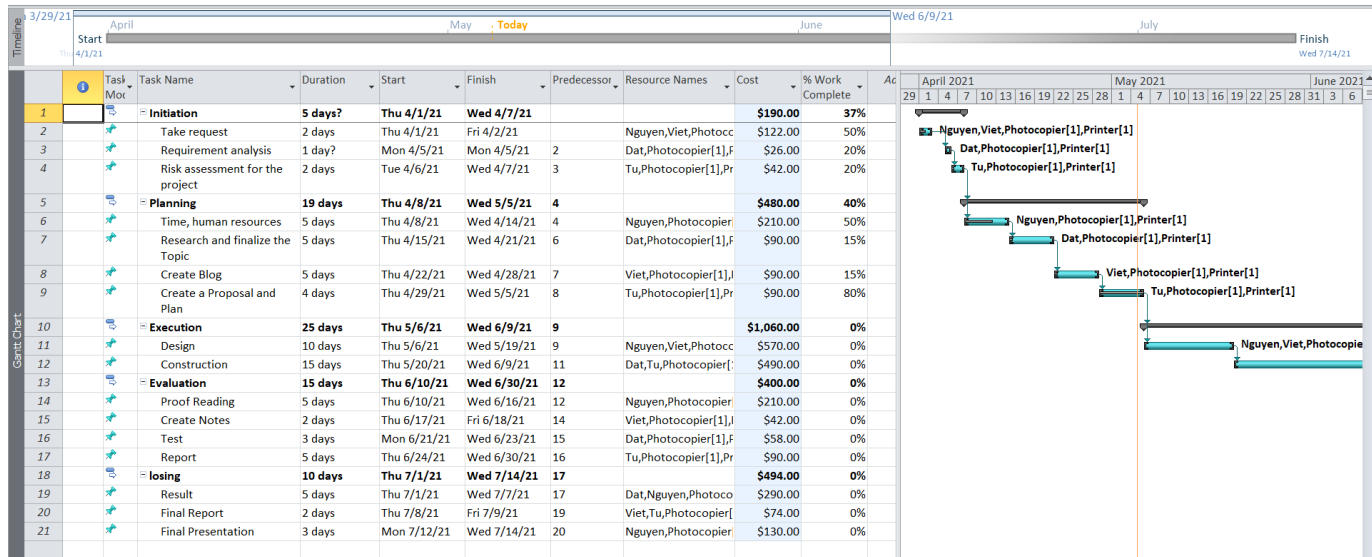 3/29/21 Wed 6/9/21
Timeline
April May Today June July
Start Finish
Thu 4/1/21 Wed 7/14/21
Task Mod Task Name Duration Start Finish Predecessor Resource Names Cost % Work Complete Ac
April 2021 May 2021 June 2021
29 1 4 7 10 13 16 19 22 25 28 1 4 7 10 13 16 19 22 25 28 31 3 6
1 Initiation 5 days? Thu 4/1/21 Wed 4/7/21 $190.00 37%
2 Take request 2 days Thu 4/1/21 Fri 4/2/21 Nguyen,Viet,Photocc $122.00 50% Nguyen,Viet,Photocopier[1],Printer[1]
3 Requirement analysis 1 day? Mon 4/5/21 Mon 4/5/21 2 Dat,Photocopier[1],P $26.00 20% Dat,Photocopier[1],Printer[1]
4 Risk assessment for the project 2 days Tue 4/6/21 Wed 4/7/21 3 Tu,Photocopier[1],Pr $42.00 20% Tu,Photocopier[1],Printer[1]
5 Planning 19 days Thu 4/8/21 Wed 5/5/21 4 $480.00 40%
6 Time, human resources 5 days Thu 4/8/21 Wed 4/14/21 4 Nguyen,Photocopier $210.00 50% Nguyen,Photocopier[1],Printer[1]
7 Research and finalize the Topic 5 days Thu 4/15/21 Wed 4/21/21 6 Dat,Photocopier[1],P $90.00 15% Dat,Photocopier[1],Printer[1]
8 Create Blog 5 days Thu 4/22/21 Wed 4/28/21 7 Viet,Photocopier[1],I $90.00 15% Viet,Photocopier[1],Printer[1]
9 Create a Proposal and Plan 4 days Thu 4/29/21 Wed 5/5/21 8 Tu,Photocopier[1],Pr $90.00 80% Tu,Photocopier[1],Printer[1]
10 Execution 25 days Thu 5/6/21 Wed 6/9/21 9 $1,060.00 0%
11 Design 10 days Thu 5/6/21 Wed 5/19/21 9 Nguyen,Viet,Photocc $570.00 0% Nguyen,Viet,Photocopie
12 Construction 15 days Thu 5/20/21 Wed 6/9/21 11 Dat,Tu,Photocopier[ $490.00 0%
13 Evaluation 15 days Thu 6/10/21 Wed 6/30/21 12 $400.00 0%
14 Proof Reading 5 days Thu 6/10/21 Wed 6/16/21 12 Nguyen,Photocopier $210.00 0%
15 Create Notes 2 days Thu 6/17/21 Fri 6/18/21 14 Viet,Photocopier[1],I $42.00 0%
16 Test 3 days Mon 6/21/21 Wed 6/23/21 15 Dat,Photocopier[1],P $58.00 0%
17 Report 5 days Thu 6/24/21 Wed 6/30/21 16 Tu,Photocopier[1],Pr $90.00 0%
18 losing 10 days Thu 7/1/21 Wed 7/14/21 17 $494.00 0%
19 Result 5 days Thu 7/1/21 Wed 7/7/21 17 Dat,Nguyen,Photoco $290.00 0%
20 Final Report 2 days Thu 7/8/21 Fri 7/9/21 19 Viet,Tu,Photocopier[ $74.00 0%
21 Final Presentation 3 days Mon 7/12/21 Wed 7/14/21 20 Nguyen,Photocopier $130.00 0%
Gantt Chart